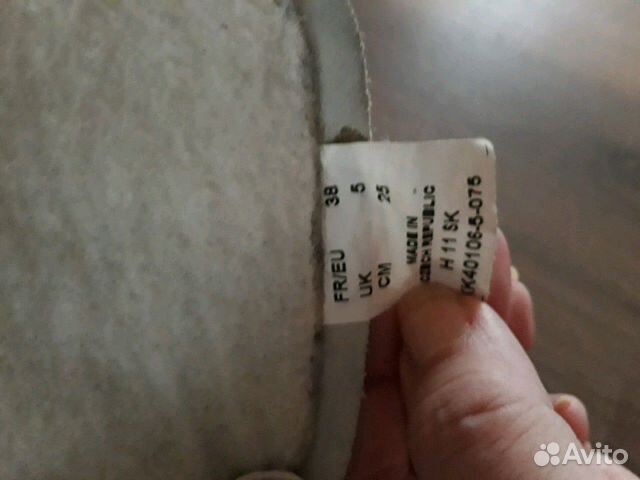 FR/EU 38
UK 5
CM 25
MADE IN
CZECH REPUBLIC
H 11 SK
K40106-5-075
Avito